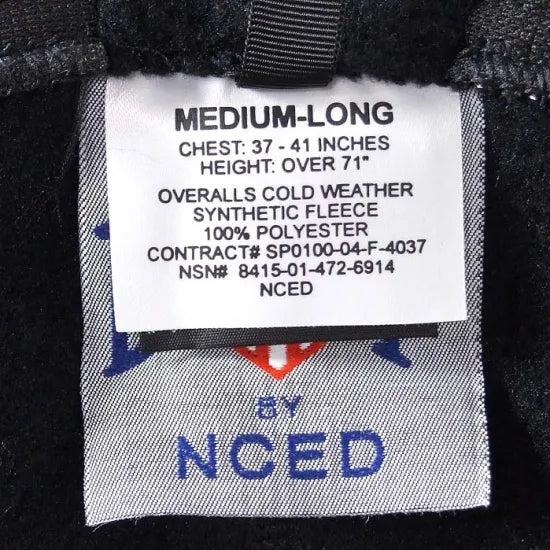 MEDIUM-LONG
CHEST: 37 - 41 INCHES
HEIGHT: OVER 71"
OVERALLS COLD WEATHER
SYNTHETIC FLEECE
100% POLYESTER
CONTRACT# SP0100-04-F-4037
NSN# 8415-01-472-6914
NCED
BY
NCED